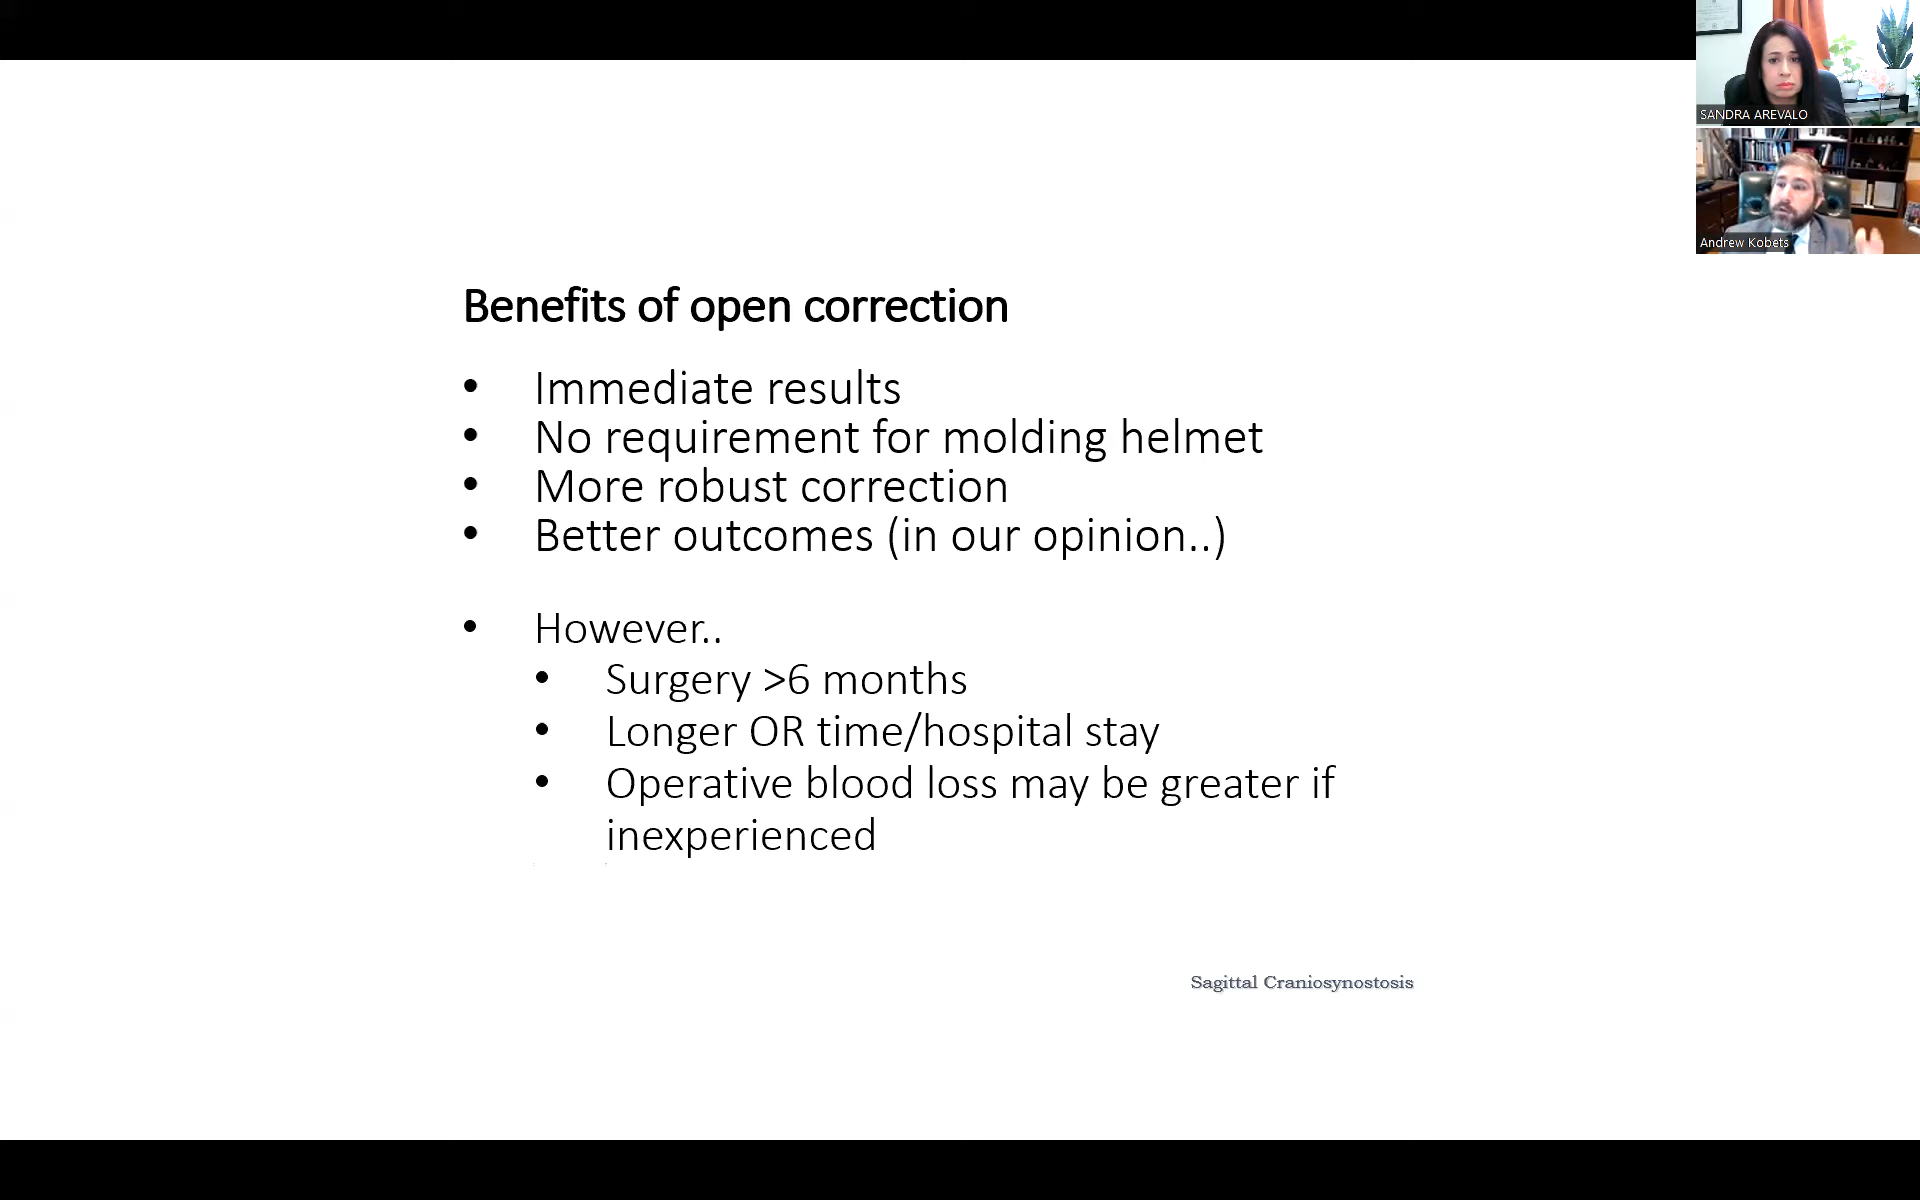 SANDRA AREVALO
Andrew Kobets
Benefits of open correction
• Immediate results
• No requirement for molding helmet
• More robust correction
• Better outcomes (in our opinion..)
• However..
• Surgery >6 months
• Longer OR time/hospital stay
• Operative blood loss may be greater if
inexperienced
Sagittal Craniosynostosis